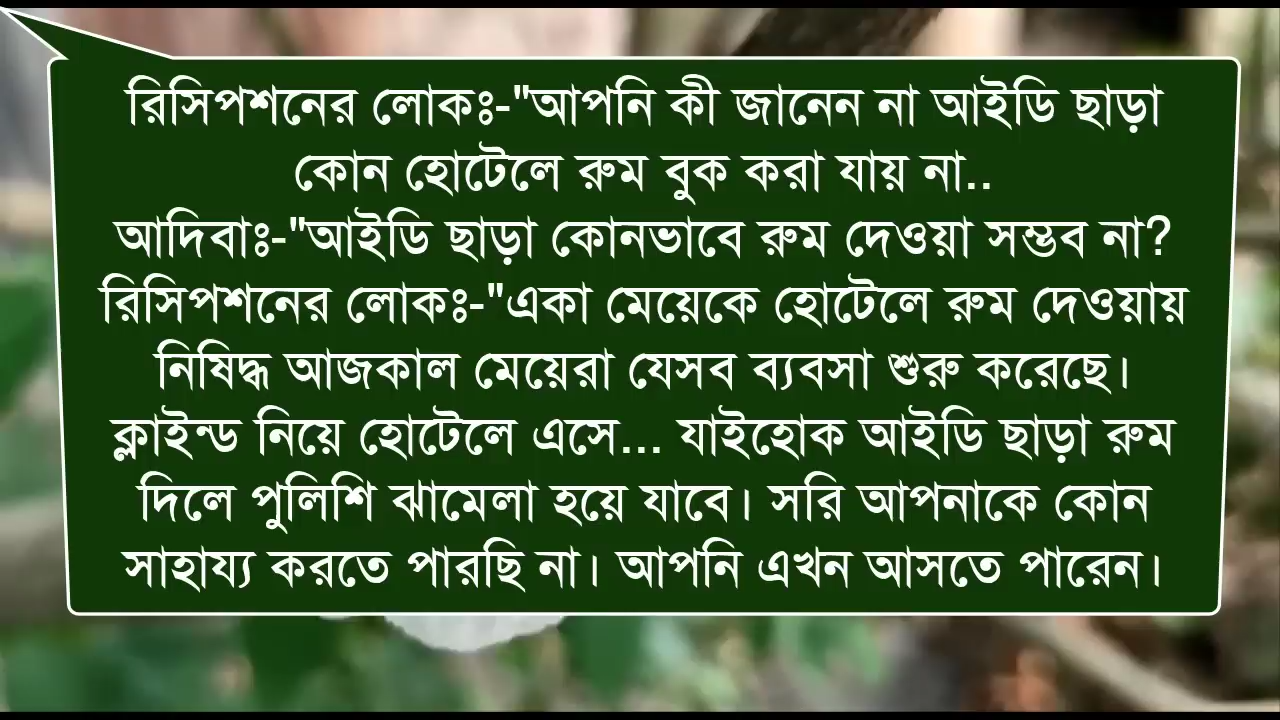 রিসিপশনের লোকঃ-"আপনি কী জানেন না আইডি ছাড়া
কোন হোটেলে রুম বুক করা যায় না..
আদিবাঃ-"আইডি ছাড়া কোনভাবে রুম দেওয়া সম্ভব না?
রিসিপশনের লোকঃ-"একা মেয়েকে হোটেলে রুম দেওয়ায়
নিষিদ্ধ আজকাল মেয়েরা যেসব ব্যবসা শুরু করেছে।
ক্লাইন্ড নিয়ে হোটেলে এসে... যাইহোক আইডি ছাড়া রুম
দিলে পুলিশি ঝামেলা হয়ে যাবে। সরি আপনাকে কোন
সাহায্য করতে পারছি না। আপনি এখন আসতে পারেন।